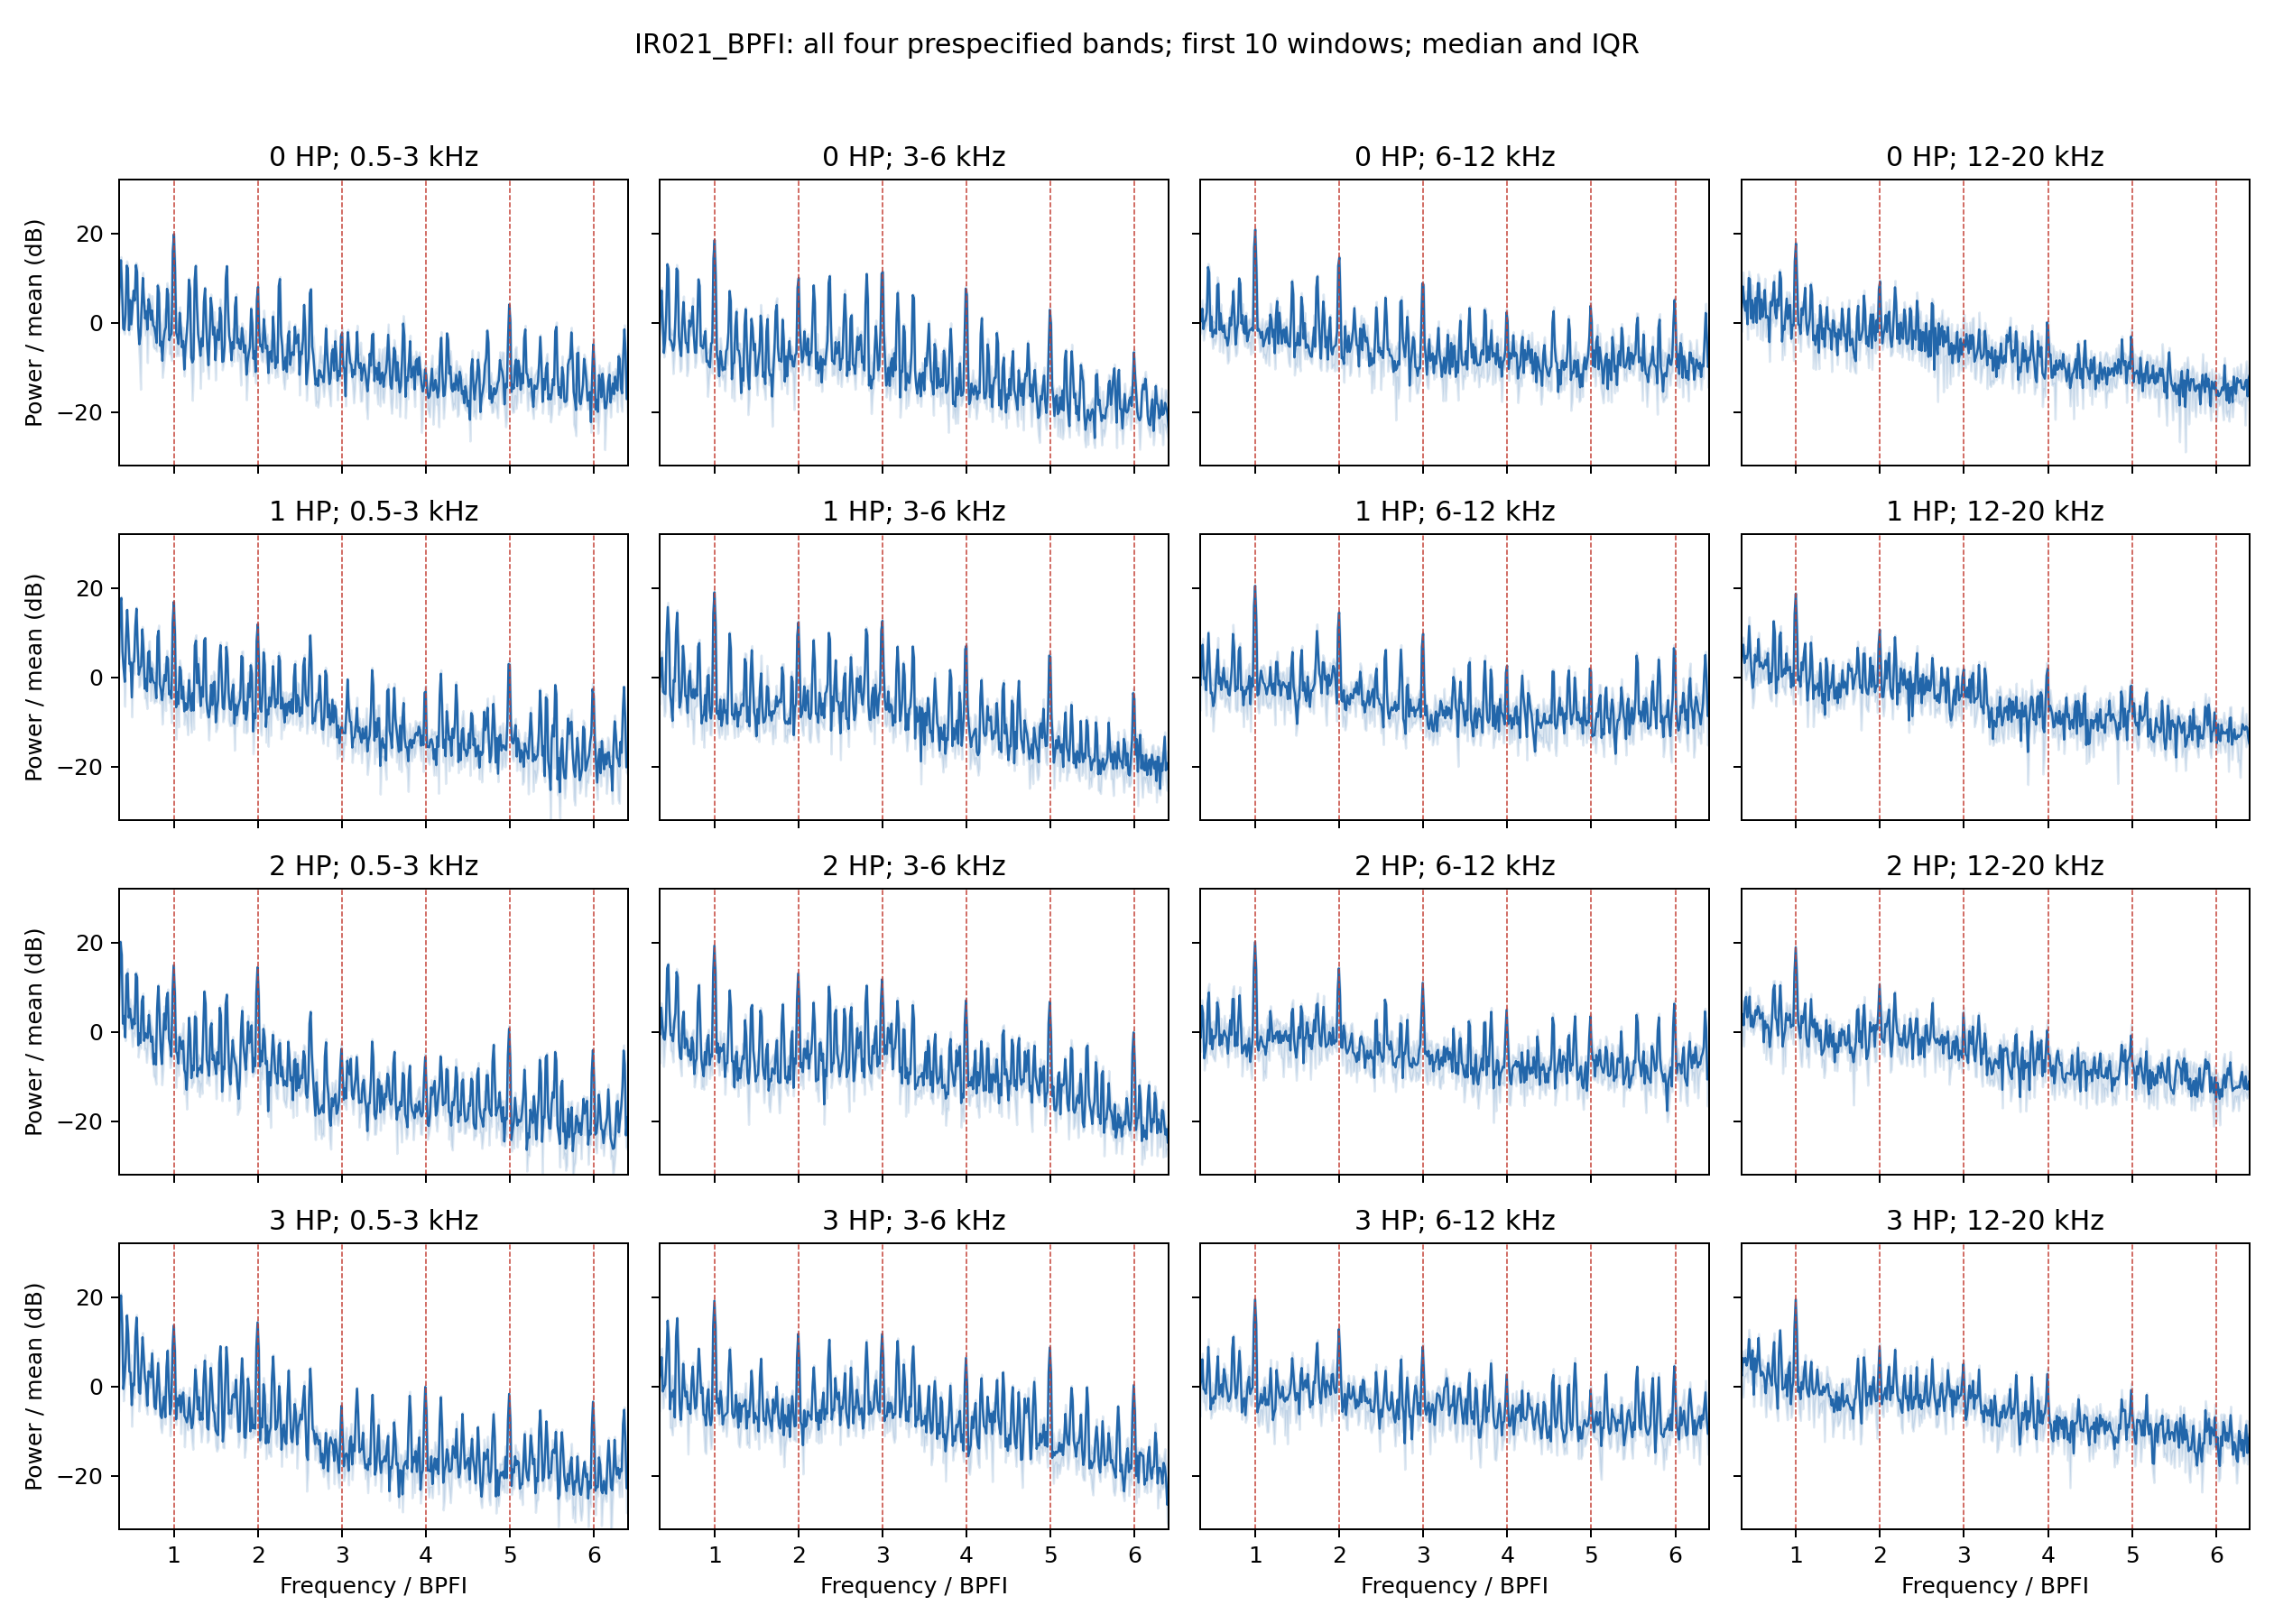 IR021_BPFI: all four prespecified bands; first 10 windows; median and IQR
0 HP; 0.5-3 kHz
0 HP; 3-6 kHz
0 HP; 6-12 kHz
0 HP; 12-20 kHz
Power / mean (dB)
20
0
−20
1 HP; 0.5-3 kHz
1 HP; 3-6 kHz
1 HP; 6-12 kHz
1 HP; 12-20 kHz
Power / mean (dB)
20
0
−20
2 HP; 0.5-3 kHz
2 HP; 3-6 kHz
2 HP; 6-12 kHz
2 HP; 12-20 kHz
Power / mean (dB)
20
0
−20
3 HP; 0.5-3 kHz
3 HP; 3-6 kHz
3 HP; 6-12 kHz
3 HP; 12-20 kHz
Power / mean (dB)
20
0
−20
1 2 3 4 5 6
1 2 3 4 5 6
1 2 3 4 5 6
1 2 3 4 5 6
Frequency / BPFI
Frequency / BPFI
Frequency / BPFI
Frequency / BPFI